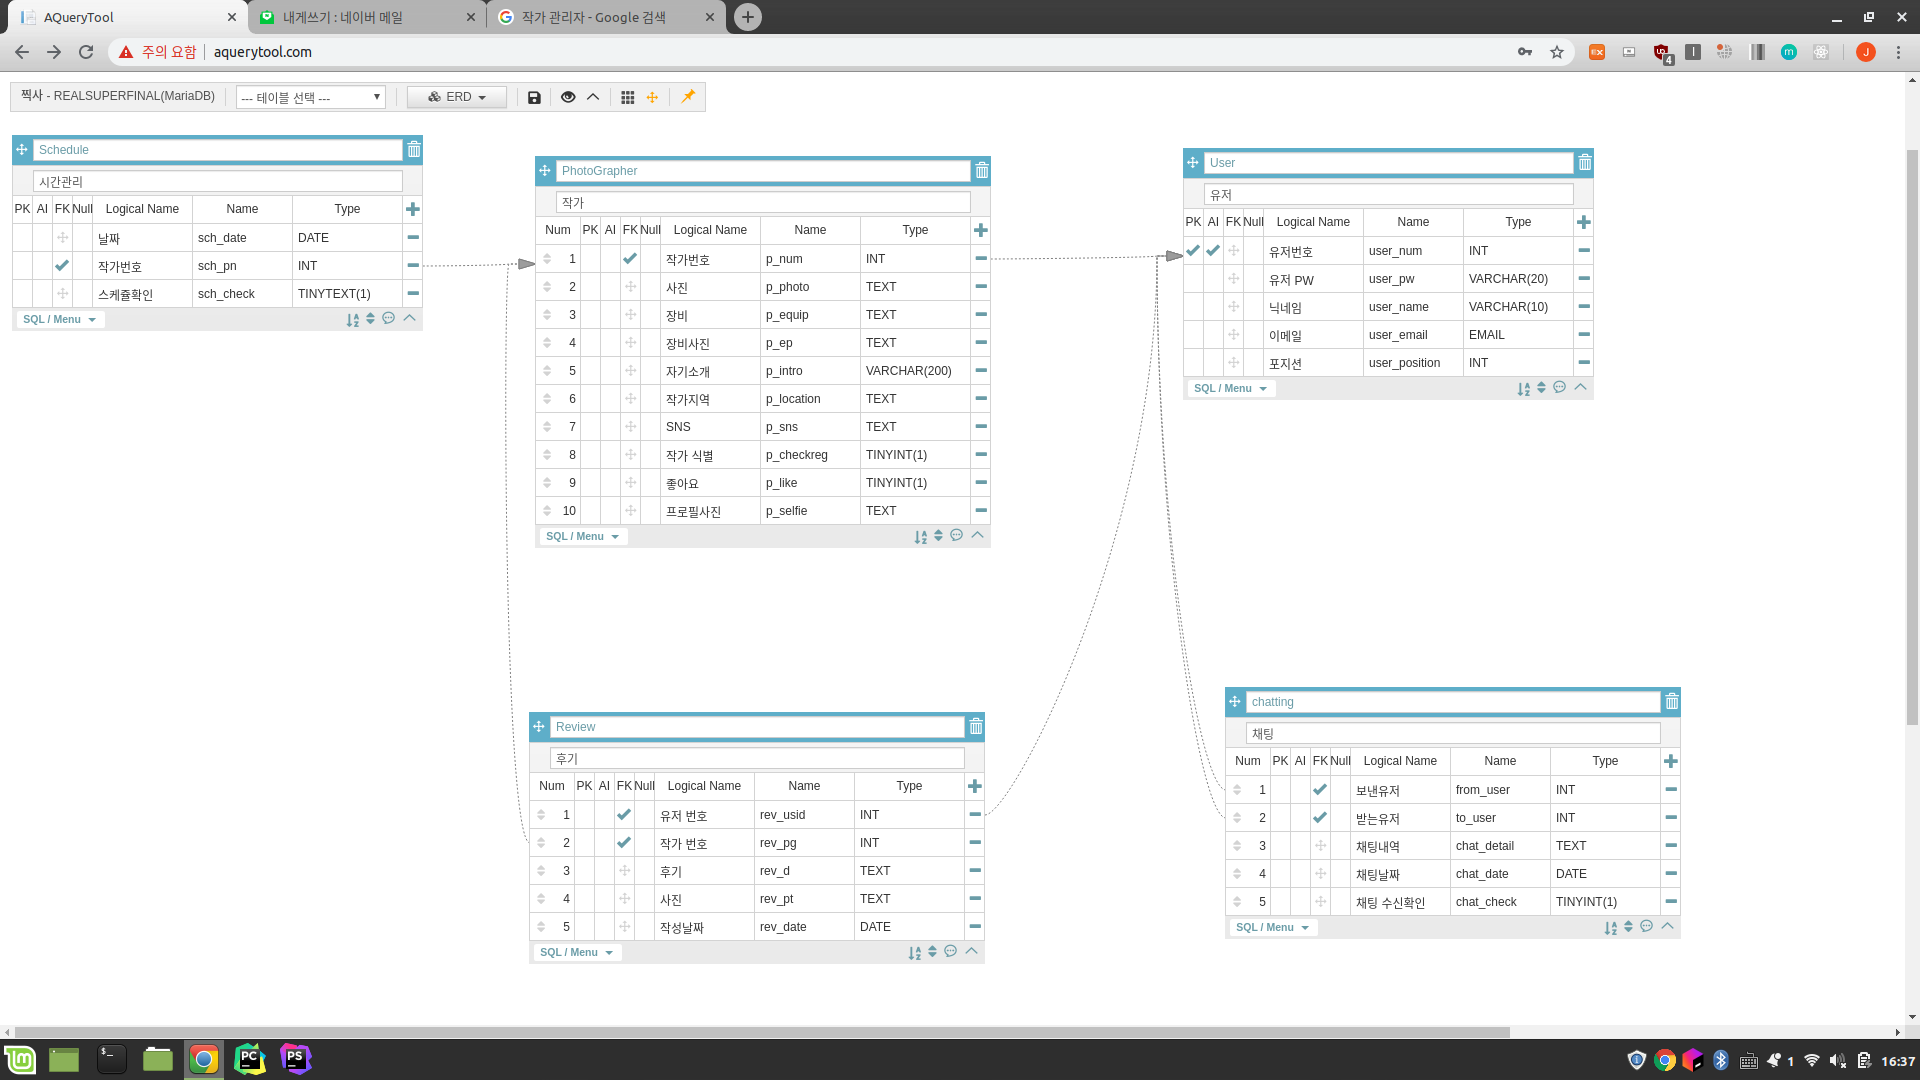 AQueryTool
내게쓰기 : 네이버 메일
작가 관리자 - Google 검색
주의 요함 aquerytool.com
4
J
찍사 - REALSUPERFINAL(MariaDB)
--- 테이블 선택 ---
ERD
Schedule
시간관리
PK AI FK Null Logical Name Name Type
날짜 sch_date DATE
작가번호 sch_pn INT
스케쥴확인 sch_check TINYTEXT(1)
SQL / Menu
PhotoGrapher
작가
Num PK AI FK Null Logical Name Name Type
1 작가번호 p_num INT
2 사진 p_photo TEXT
3 장비 p_equip TEXT
4 장비사진 p_ep TEXT
5 자기소개 p_intro VARCHAR(200)
6 작가지역 p_location TEXT
7 SNS p_sns TEXT
8 작가 식별 p_checkreg TINYINT(1)
9 좋아요 p_like TINYINT(1)
10 프로필사진 p_selfie TEXT
SQL / Menu
User
유저
PK AI FK Null Logical Name Name Type
유저번호 user_num INT
유저 PW user_pw VARCHAR(20)
닉네임 user_name VARCHAR(10)
이메일 user_email EMAIL
포지션 user_position INT
SQL / Menu
Review
후기
Num PK AI FK Null Logical Name Name Type
1 유저 번호 rev_usid INT
2 작가 번호 rev_pg INT
3 후기 rev_d TEXT
4 사진 rev_pt TEXT
5 작성날짜 rev_date DATE
SQL / Menu
chatting
채팅
Num PK AI FK Null Logical Name Name Type
1 보낸유저 from_user INT
2 받는유저 to_user INT
3 채팅내역 chat_detail TEXT
4 채팅날짜 chat_date DATE
5 채팅 수신확인 chat_check TINYINT(1)
SQL / Menu
PC
PS
1
16:37